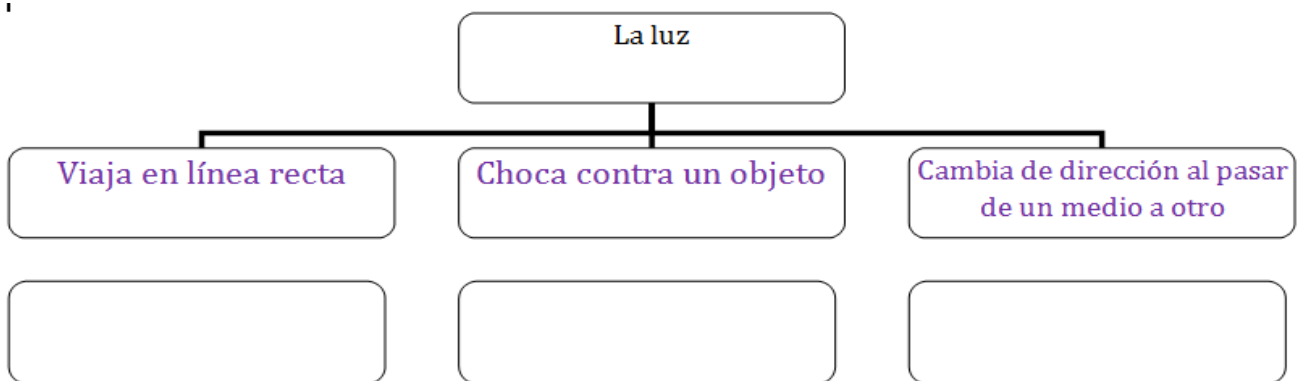 La luz
Viaja en línea recta
Choca contra un objeto
Cambia de dirección al pasar
de un medio a otro